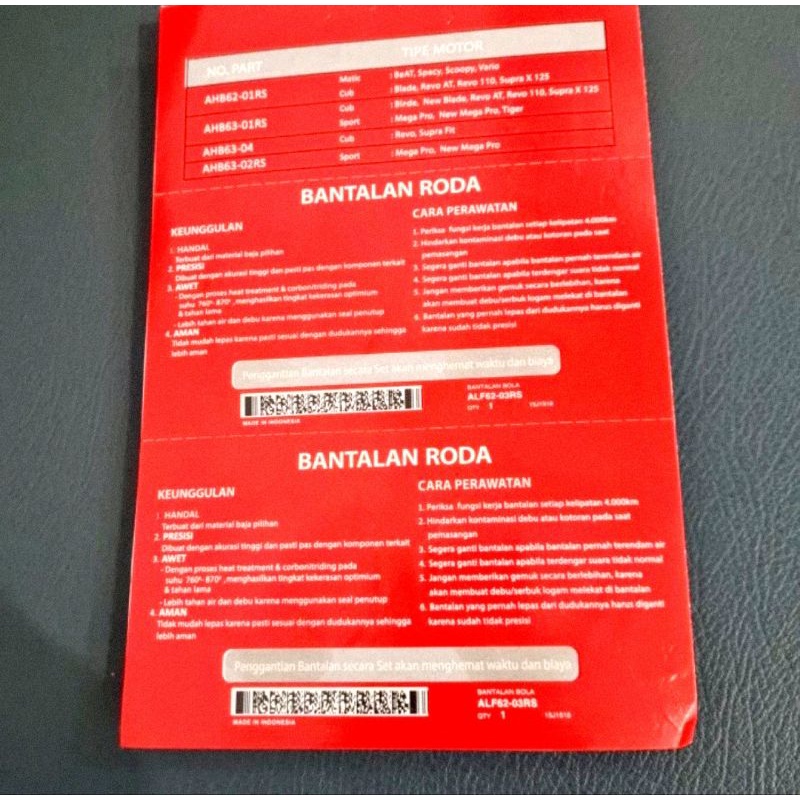 NO. PART TIPE MOTOR
AHB62-01RS Matic : BeAT, Spacy, Scoopy, Vario
Cub : Blade, Revo AT, Revo 110, Supra X 125
AHB63-01RS Cub : Blade, New Blade, Revo AT, Revo 110, Supra X 125
Sport : Mega Pro, New Mega Pro, Tiger
AHB63-04 Cub : Revo, Supra Fit
AHB63-02RS Sport : Mega Pro, New Mega Pro
BANTALAN RODA
KEUNGGULAN
1 HANDAL
Terbuat dari material baja pilihan
2. PRESISI
Dibuat dengan akurasi tinggi dan pasti pas dengan komponen terkait
3. AWET
- Dengan proses heat treatment & carbonitriding pada
suhu 760º- 870º ,menghasilkan tingkat kekerasan optimium
& tahan lama
- Lebih tahan air dan debu karena menggunakan seal penutup
4. AMAN
Tidak mudah lepas karena pasti sesuai dengan dudukannya sehingga
lebih aman
CARA PERAWATAN
1. Periksa fungsi kerja bantalan setiap kelipatan 4.000km
2. Hindarkan kontaminasi debu atau kotoran pada saat
pemasangan
3. Segera ganti bantalan apabila bantalan pernah terendam air
4. Segera ganti bantalan apabila terdengar suara tidak normal
5. Jangan memberikan gemuk secara berlebihan, karena
akan membuat debu/serbuk logam melekat di bantalan
6. Bantalan yang pernah lepas dari dudukannya harus diganti
karena sudah tidak presisi
Penggantian Bantalan secara Set akan menghemat waktu dan biaya
MADE IN INDONESIA
BANTALAN BOLA
ALF62-03RS
QTY 1 15J1610
BANTALAN RODA
KEUNGGULAN
1 HANDAL
Terbuat dari material baja pilihan
2. PRESISI
Dibuat dengan akurasi tinggi dan pasti pas dengan komponen terkait
3. AWET
- Dengan proses heat treatment & corbonitriding pada
suhu 760º- 870º ,menghasilkan tingkat kekerasan optimium
& tahan lama
- Lebih tahan air dan debu karena menggunakan seal penutup
4. AMAN
Tidak mudah lepas karena pasti sesuai dengan dudukannya sehingga
lebih aman
CARA PERAWATAN
1. Periksa fungsi kerja bantalan setiap kelipatan 4.000km
2. Hindarkan kontaminasi debu atau kotoran pada saat
pemasangan
3. Segera ganti bantalan apabila bantalan pernah terendam air
4. Segera ganti bantalan apabila terdengar suara tidak normal
5. Jangan memberikan gemuk secara berlebihan, karena
akan membuat debu/serbuk logam melekat di bantalan
6. Bantalan yang pernah lepas dari dudukannya harus diganti
karena sudah tidak presisi
Penggantian Bantalan secara Set akan menghemat waktu dan biaya
MADE IN INDONESIA
BANTALAN BOLA
ALF62-03RS
QTY 1 15J1610